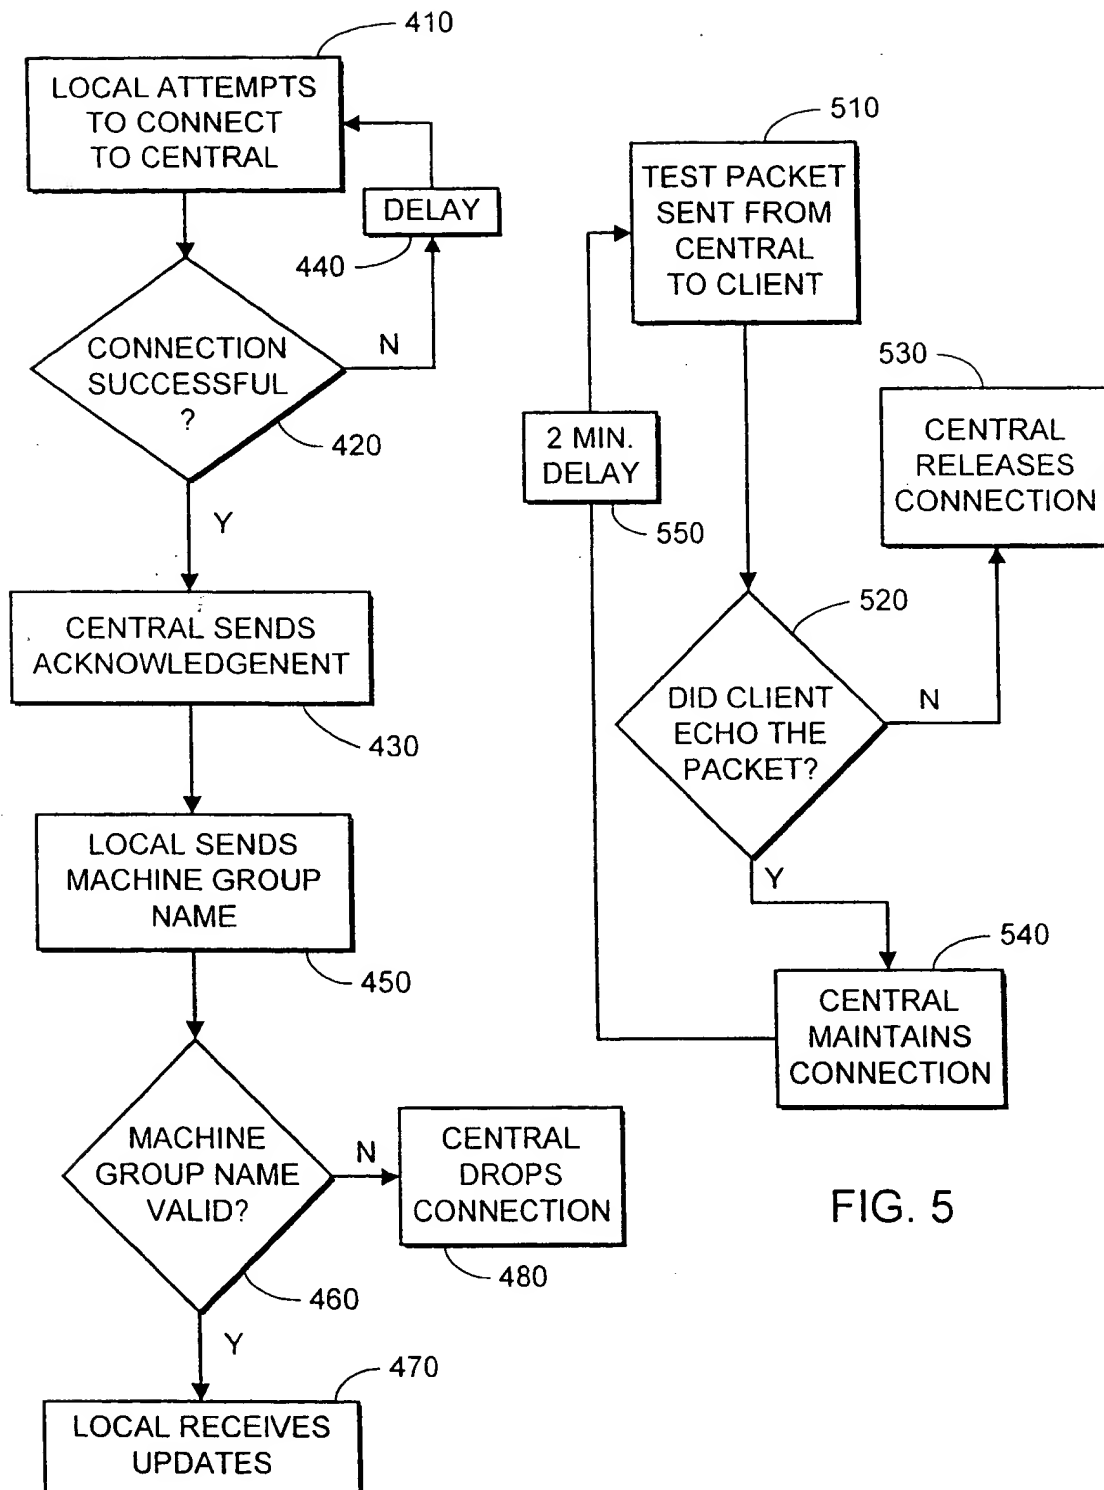 410
LOCAL ATTEMPTS
TO CONNECT
TO CENTRAL
DELAY
440
CONNECTION
SUCCESSFUL
?
N
420
Y
CENTRAL SENDS
ACKNOWLEDGENENT
430
LOCAL SENDS
MACHINE GROUP
NAME
450
MACHINE
GROUP NAME
VALID?
N
CENTRAL
DROPS
CONNECTION
480
460
Y
470
LOCAL RECEIVES
UPDATES
510
TEST PACKET
SENT FROM
CENTRAL
TO CLIENT
530
CENTRAL
RELEASES
CONNECTION
2 MIN.
DELAY
550
520
DID CLIENT
ECHO THE
PACKET?
N
Y
540
CENTRAL
MAINTAINS
CONNECTION
FIG. 5